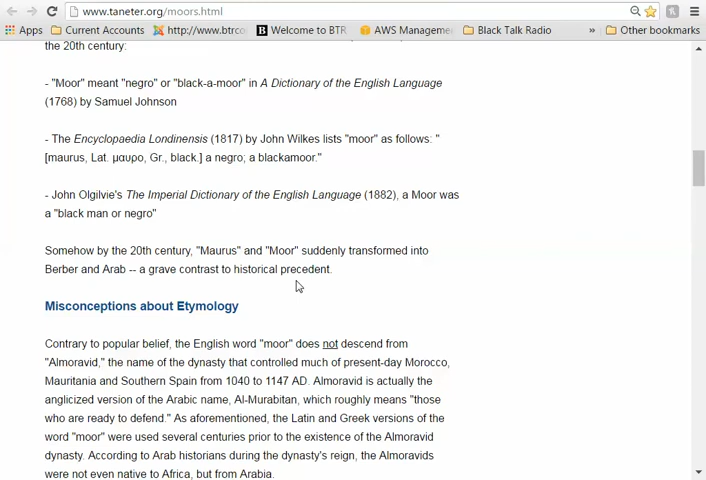 www.taneter.org/moors.html
Apps Current Accounts http://www.btrco Welcome to BTR AWS Manageme Black Talk Radio » Other bookmarks
the 20th century:
- "Moor" meant "negro" or "black-a-moor" in A Dictionary of the English Language
(1768) by Samuel Johnson
- The Encyclopaedia Londinensis (1817) by John Wilkes lists "moor" as follows: "
[maurus, Lat. μαυρο, Gr., black.] a negro; a blackamoor."
- John Olgilvie's The Imperial Dictionary of the English Language (1882), a Moor was
a "black man or negro"
Somehow by the 20th century, "Maurus" and "Moor" suddenly transformed into
Berber and Arab -- a grave contrast to historical precedent.
Misconceptions about Etymology
Contrary to popular belief, the English word "moor" does not descend from
"Almoravid," the name of the dynasty that controlled much of present-day Morocco,
Mauritania and Southern Spain from 1040 to 1147 AD. Almoravid is actually the
anglicized version of the Arabic name, Al-Murabitan, which roughly means "those
who are ready to defend." As aforementioned, the Latin and Greek versions of the
word "moor" were used several centuries prior to the existence of the Almoravid
dynasty. According to Arab historians during the dynasty's reign, the Almoravids
were not even native to Africa, but from Arabia.